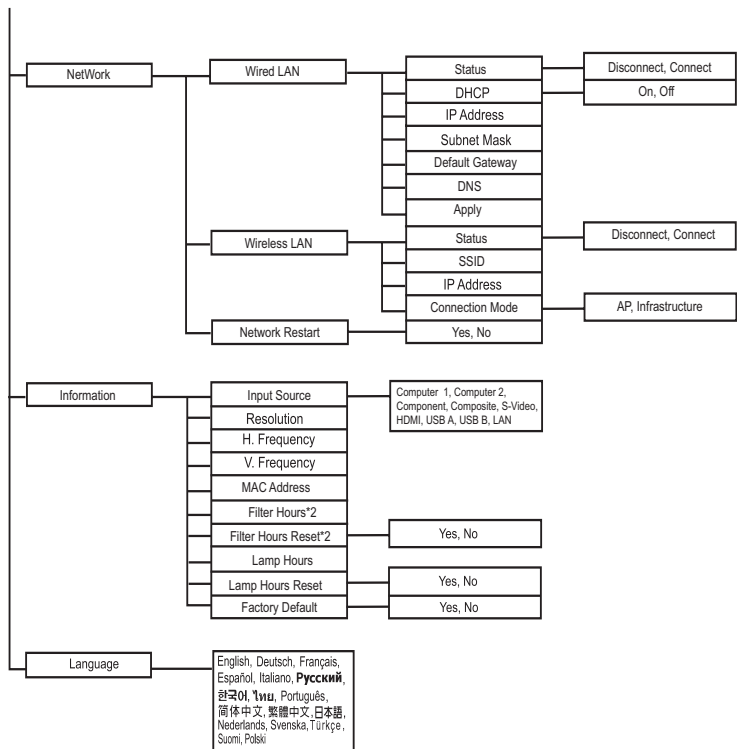 NetWork
Wired LAN
Status
Disconnect, Connect
DHCP
On, Off
IP Address
Subnet Mask
Default Gateway
DNS
Apply
Wireless LAN
Status
Disconnect, Connect
SSID
IP Address
Connection Mode
AP, Infrastructure
Network Restart
Yes, No
Information
Input Source
Computer 1, Computer 2,
Component, Composite, S-Video,
HDMI, USB A, USB B, LAN
Resolution
H. Frequency
V. Frequency
MAC Address
Filter Hours*2
Filter Hours Reset*2
Yes, No
Lamp Hours
Lamp Hours Reset
Yes, No
Factory Default
Yes, No
Language
English, Deutsch, Français,
Español, Italiano, Русский,
한국어, ไทย, Português,
简体中文, 繁體中文, 日本語,
Nederlands, Svenska, Türkçe,
Suomi, Polski